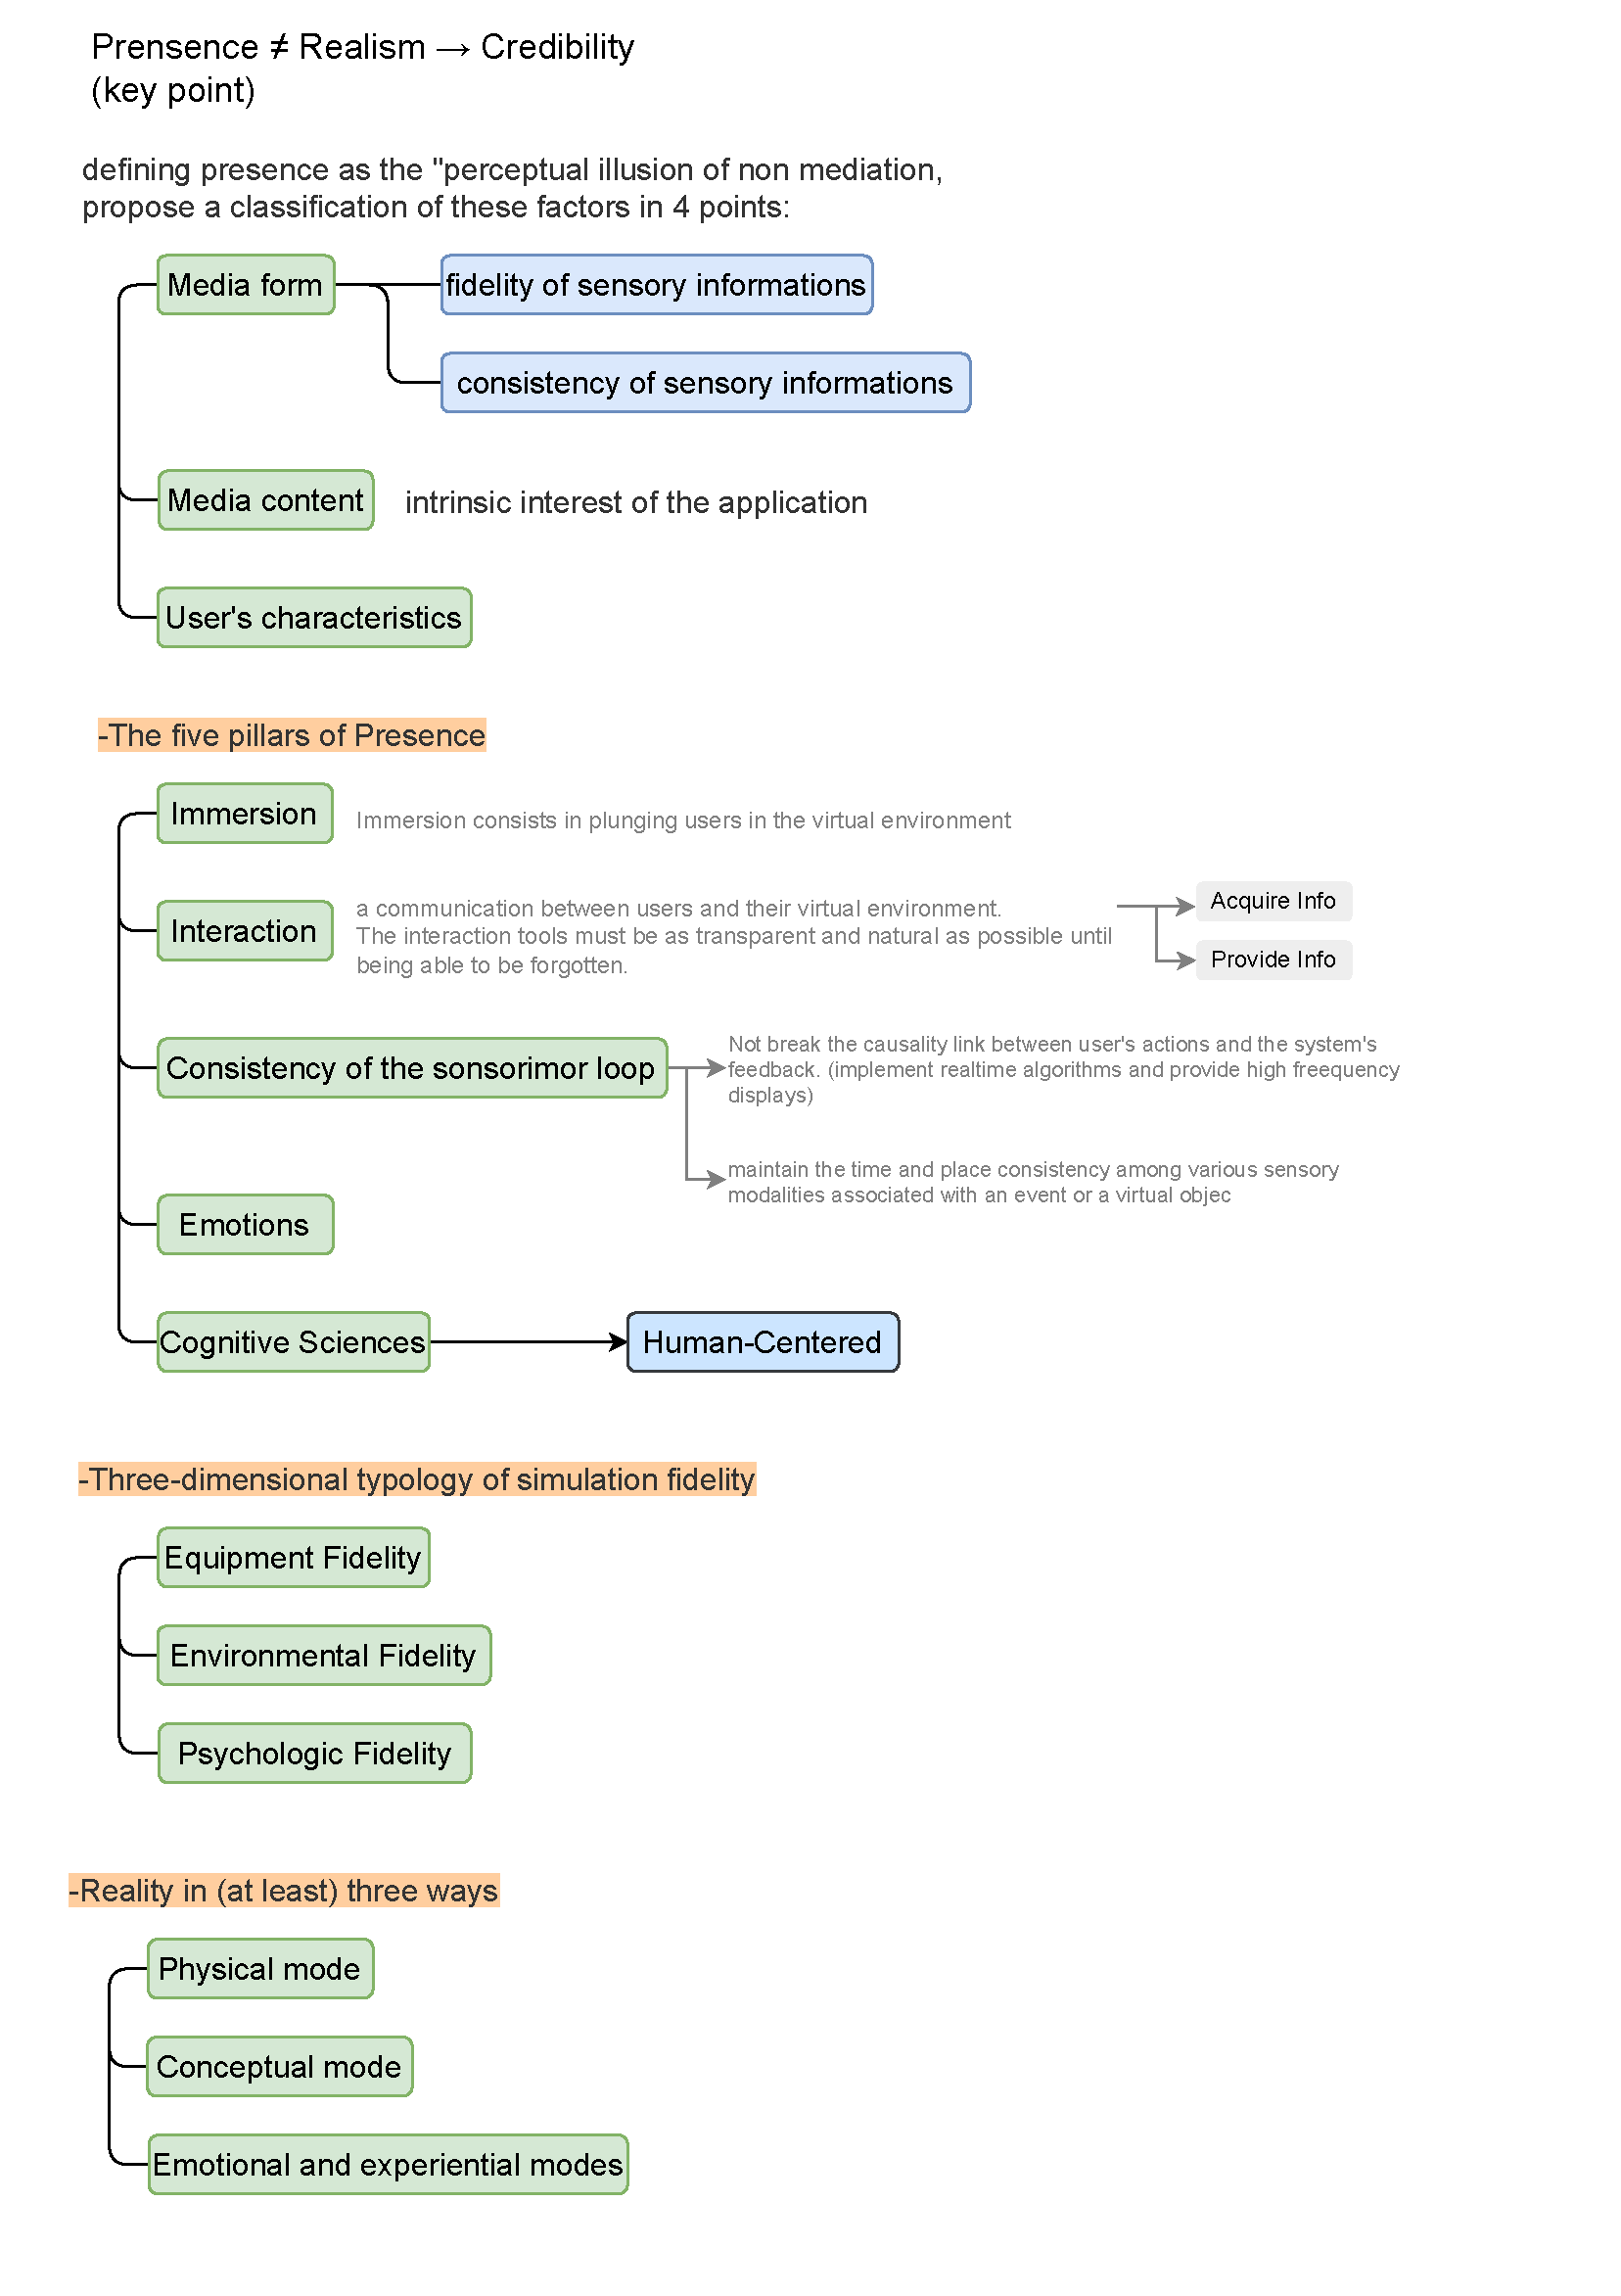 Prensence ≠ Realism → Credibility
(key point)
defining presence as the "perceptual illusion of non mediation,
propose a classification of these factors in 4 points:
Media form
fidelity of sensory informations
consistency of sensory informations
Media content
intrinsic interest of the application
User's characteristics
-The five pillars of Presence
Immersion
Immersion consists in plunging users in the virtual environment
Interaction
a communication between users and their virtual environment.
The interaction tools must be as transparent and natural as possible until
being able to be forgotten.
Acquire Info
Provide Info
Consistency of the sonsorimor loop
Not break the causality link between user's actions and the system's
feedback. (implement realtime algorithms and provide high freequency
displays)
maintain the time and place consistency among various sensory
modalities associated with an event or a virtual objec
Emotions
Cognitive Sciences
Human-Centered
-Three-dimensional typology of simulation fidelity
Equipment Fidelity
Environmental Fidelity
Psychologic Fidelity
-Reality in (at least) three ways
Physical mode
Conceptual mode
Emotional and experiential modes